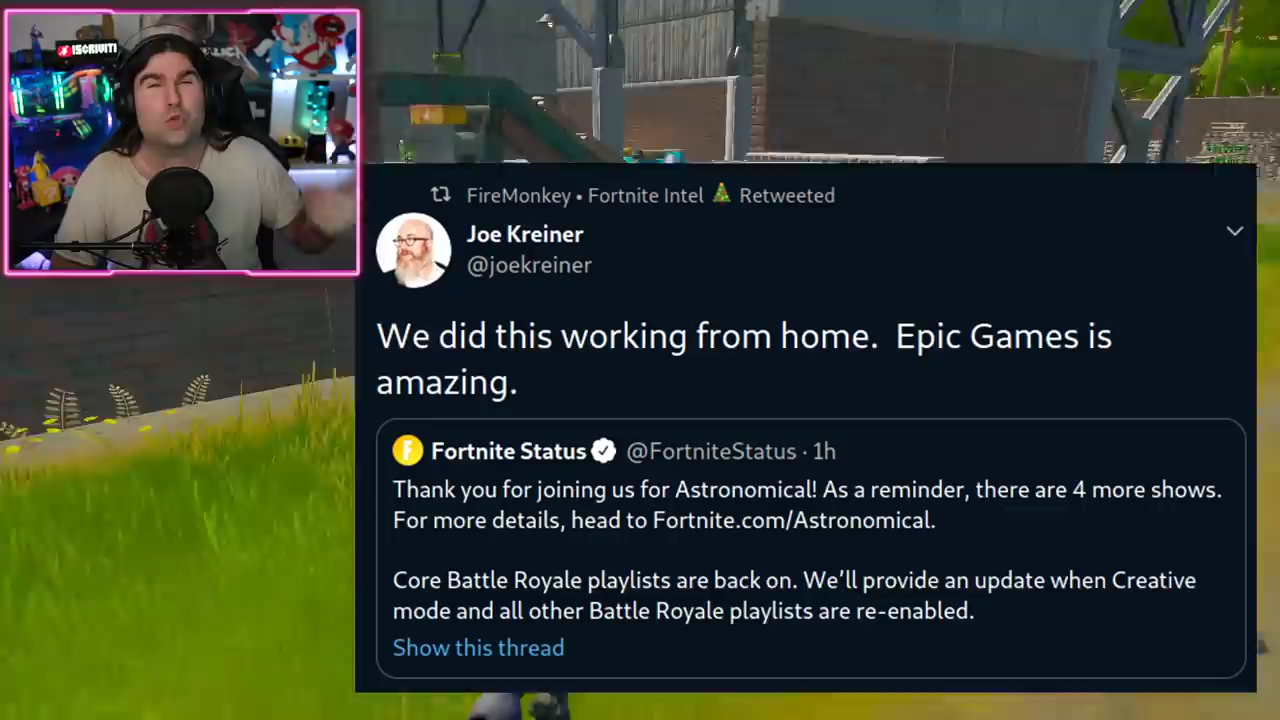 ISCRIVITI
FireMonkey • Fortnite Intel 🎄 Retweeted
Joe Kreiner
@joekreiner
We did this working from home. Epic Games is
amazing.
Fortnite Status @FortniteStatus · 1h
Thank you for joining us for Astronomical! As a reminder, there are 4 more shows.
For more details, head to Fortnite.com/Astronomical.
Core Battle Royale playlists are back on. We’ll provide an update when Creative
mode and all other Battle Royale playlists are re-enabled.
Show this thread